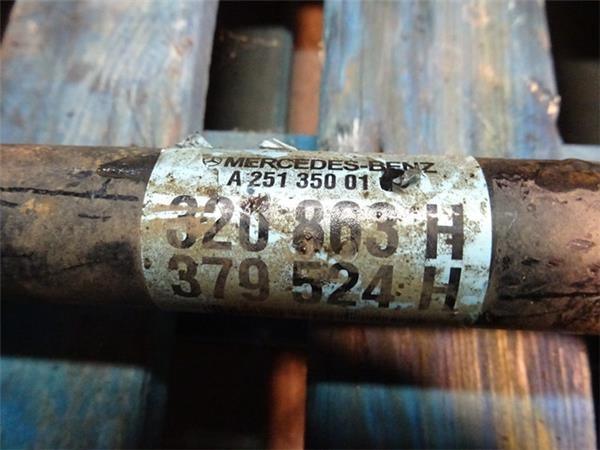 MERCEDES-BENZ
A 251 350 01
320 863 H
379 524 H